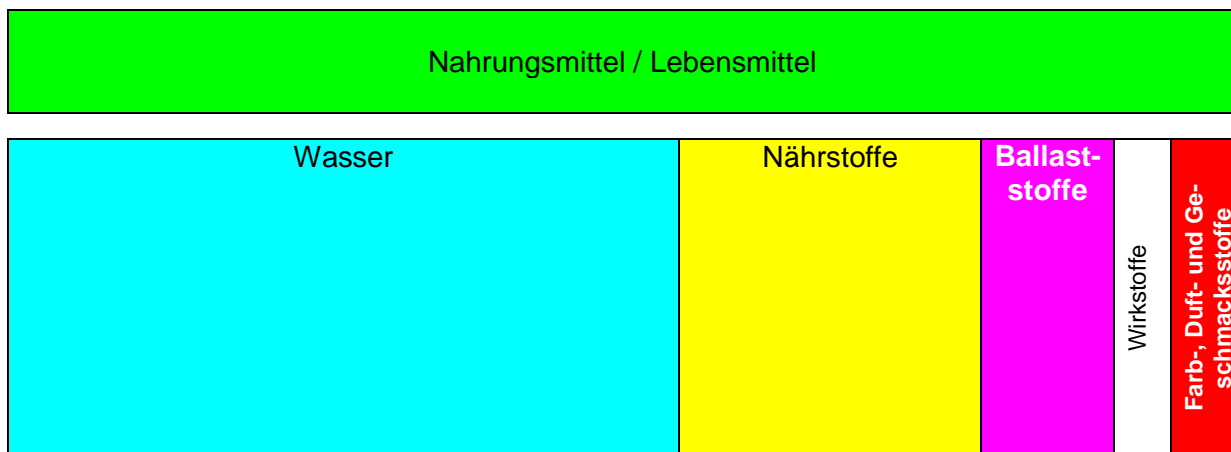 Nahrungsmittel / Lebensmittel
Wasser
Nährstoffe
Ballast-
stoffe
Wirkstoffe
Farb-, Duft- und Ge-
schmacksstoffe